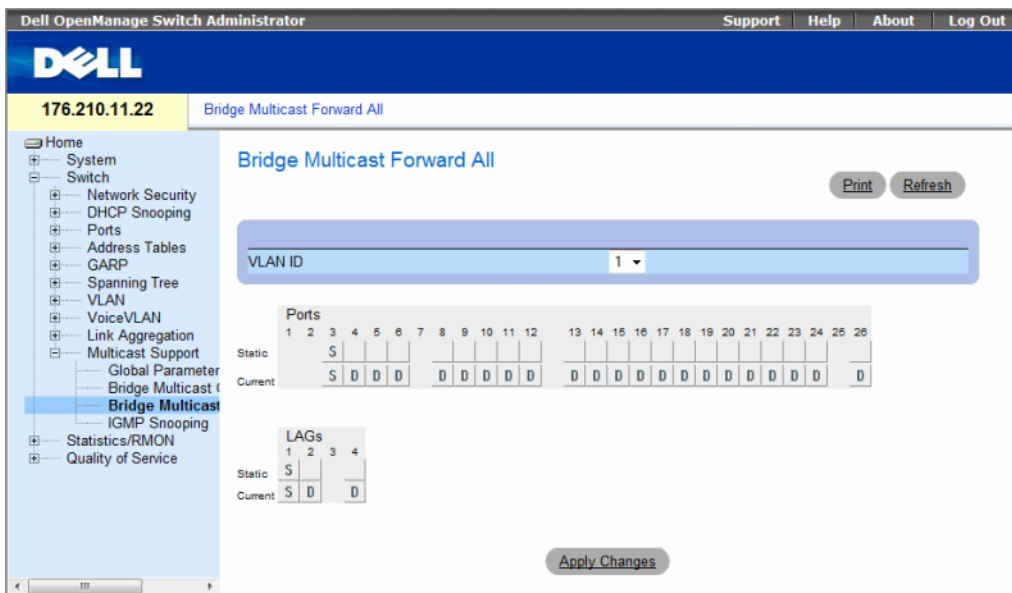 Dell OpenManage Switch Administrator Support Help About Log Out
DELL
176.210.11.22 Bridge Multicast Forward All
Home
System
Switch
Network Security
DHCP Snooping
Ports
Address Tables
GARP
Spanning Tree
VLAN
VoiceVLAN
Link Aggregation
Multicast Support
Global Parameter
Bridge Multicast
Bridge Multicast
IGMP Snooping
Statistics/RMON
Quality of Service
Bridge Multicast Forward All
Print Refresh
VLAN ID 1
Ports
1 2 3 4 5 6 7 8 9 10 11 12 13 14 15 16 17 18 19 20 21 22 23 24 25 26
Static S
Current S D D D D D D D D D D D D D D D D D D D D D
LAGs
1 2 3 4
Static S
Current S D D
Apply Changes